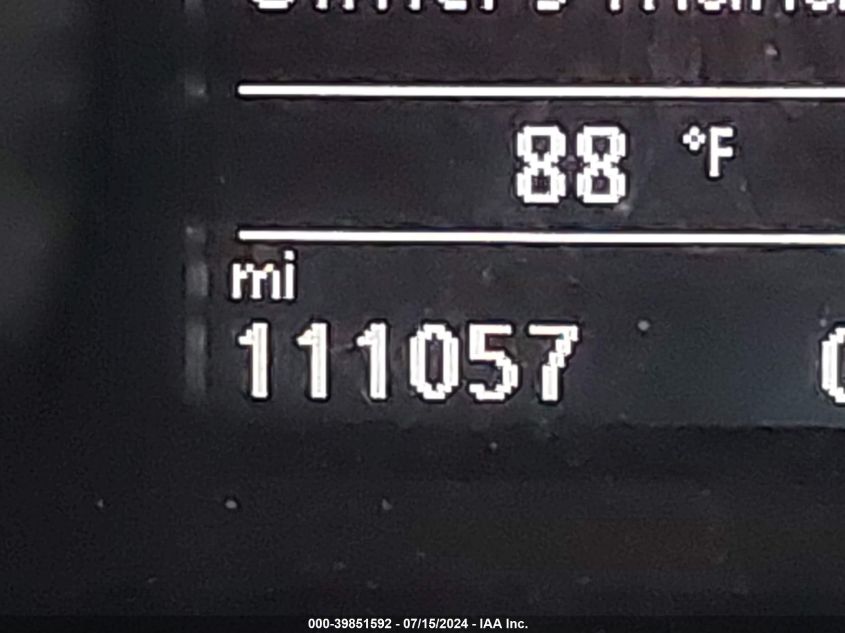 88 °F
mi
111057
000-39851592 - 07/15/2024 - IAA Inc.